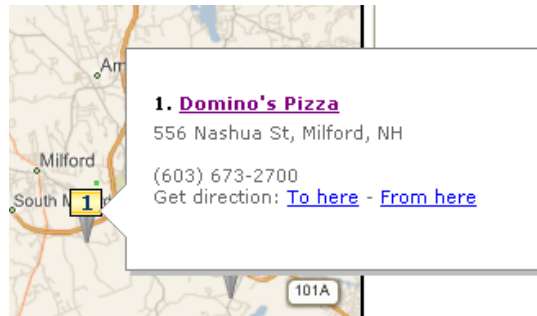 Am
1. Domino's Pizza
556 Nashua St, Milford, NH
(603) 673-2700
Get direction: To here - From here
Milford
South
1
101A